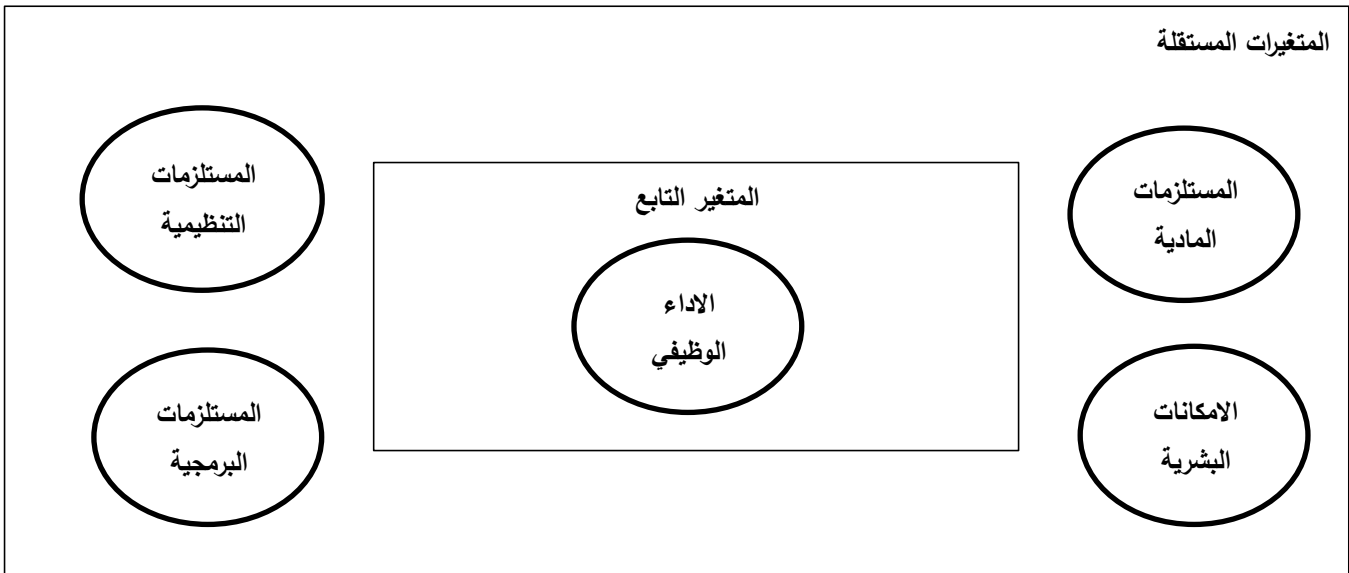 المتغيرات المستقلة
المستلزمات
المادية
المستلزمات
التنظيمية
المتغير التابع
الاداء
الوظيفي
الامكانات
البشرية
المستلزمات
البرمجية